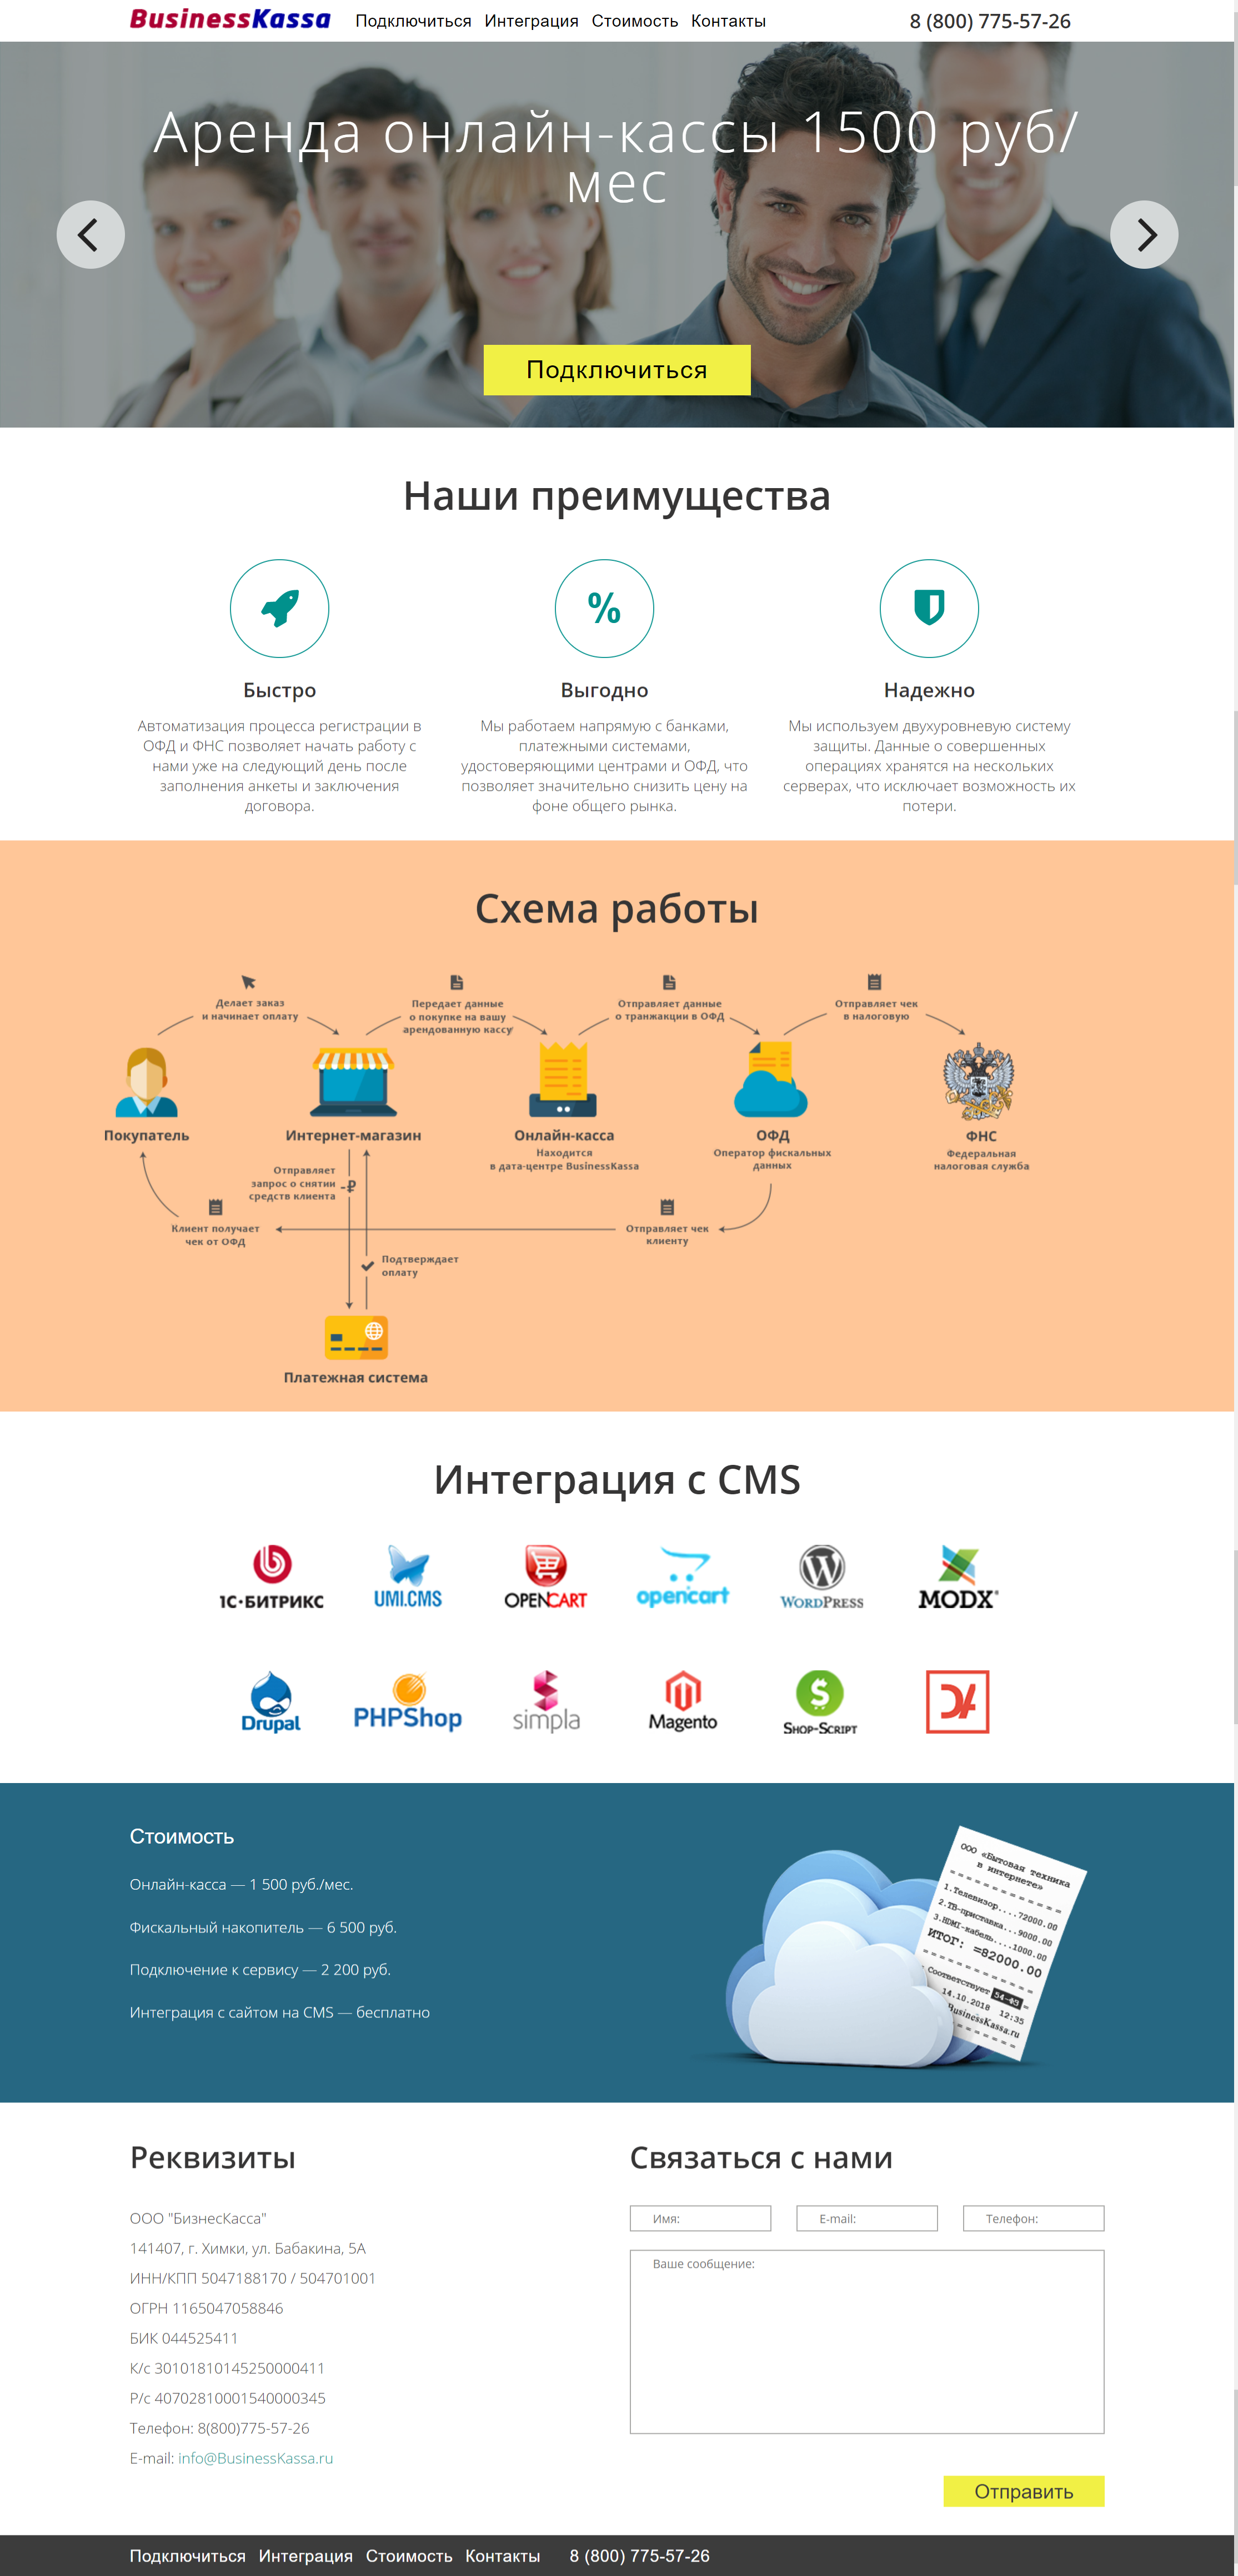 BusinessKassa Подключиться Интеграция Стоимость Контакты 8 (800) 775-57-26
Аренда онлайн-кассы 1500 руб/
мес
Подключиться
Наши преимущества
%
Быстро
Автоматизация процесса регистрации в
ОФД и ФНС позволяет начать работу с
нами уже на следующий день после
заполнения анкеты и заключения
договора.
Выгодно
Мы работаем напрямую с банками,
платежными системами,
удостоверяющими центрами и ОФД, что
позволяет значительно снизить цену на
фоне общего рынка.
Надежно
Мы используем двухуровневую систему
защиты. Данные о совершенных
операциях хранятся на нескольких
серверах, что исключает возможность их
потери.
Схема работы
Делает заказ
и начинает оплату
Передает данные
о покупке на вашу
арендованную кассу
Отправляет данные
о транжакции в ОФД
Отправляет чек
в налоговую
Покупатель
Интернет-магазин
Онлайн-касса
Находится
в дата-центре BusinessKassa
ОФД
Оператор фискальных
данных
ФНС
Федеральная
налоговая служба
Отправляет
запрос о снятии
средств клиента
-₽
Клиент получает
чек от ОФД
Отправляет чек
клиенту
Подтверждает
оплату
Платежная система
Интеграция с CMS
1С·БИТРИКС
UMI.CMS
OPENCART
opencart
WORDPRESS
MODX
Drupal
PHPShop
simpla
Magento
SHOP-SCRIPT
Стоимость
Онлайн-касса — 1 500 руб./мес.
Фискальный накопитель — 6 500 руб.
Подключение к сервису — 2 200 руб.
Интеграция с сайтом на CMS — бесплатно
ООО «Бытовая техника
в интернете»
1.Телевизор....72000.00
2.ТВ-приставка...9000.00
3.HDMI-кабель....1000.00
ИТОГ: =82000.00
Соответствует 54-ФЗ
14.10.2018 12:35
BusinessKassa.ru
Реквизиты
ООО "БизнесКасса"
141407, г. Химки, ул. Бабакина, 5А
ИНН/КПП 5047188170 / 504701001
ОГРН 1165047058846
БИК 044525411
К/с 30101810145250000411
Р/с 40702810001540000345
Телефон: 8(800)775-57-26
E-mail: info@BusinessKassa.ru
Связаться с нами
Имя: E-mail: Телефон:
Ваше сообщение:
Отправить
Подключиться Интеграция Стоимость Контакты 8 (800) 775-57-26